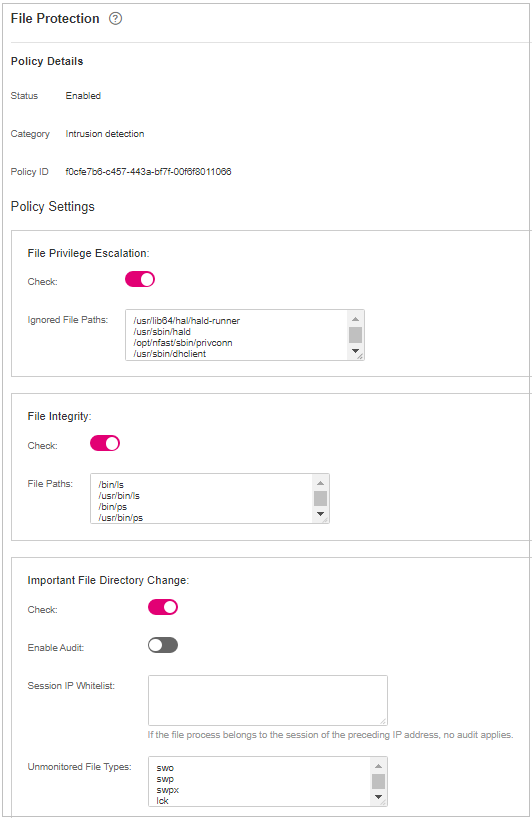 File Protection ?
Policy Details
Status Enabled
Category Intrusion detection
Policy ID f0cfe7b6-c457-443a-bf7f-00f6f8011066
Policy Settings
File Privilege Escalation:
Check:
Ignored File Paths: /usr/lib64/hal/hald-runner
/usr/sbin/hald
/opt/nfast/sbin/privconn
/usr/sbin/dhclient
File Integrity:
Check:
File Paths: /bin/ls
/usr/bin/ls
/bin/ps
/usr/bin/ps
Important File Directory Change:
Check:
Enable Audit:
Session IP Whitelist:
If the file process belongs to the session of the preceding IP address, no audit applies.
Unmonitored File Types: swo
swp
swpx
lck